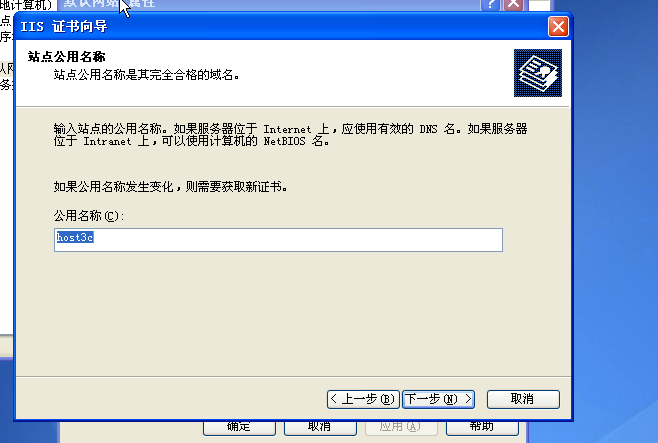 地计算机)
默认网站 属性
IIS 证书向导
站点公用名称
站点公用名称是其完全合格的域名。
输入站点的公用名称。如果服务器位于 Internet 上，应使用有效的 DNS 名。如果服务器
位于 Intranet 上，可以使用计算机的 NetBIOS 名。
如果公用名称发生变化，则需要获取新证书。
公用名称(C):
host3c
< 上一步(B) 下一步(N) > 取消
确定 取消 应用(A) 帮助